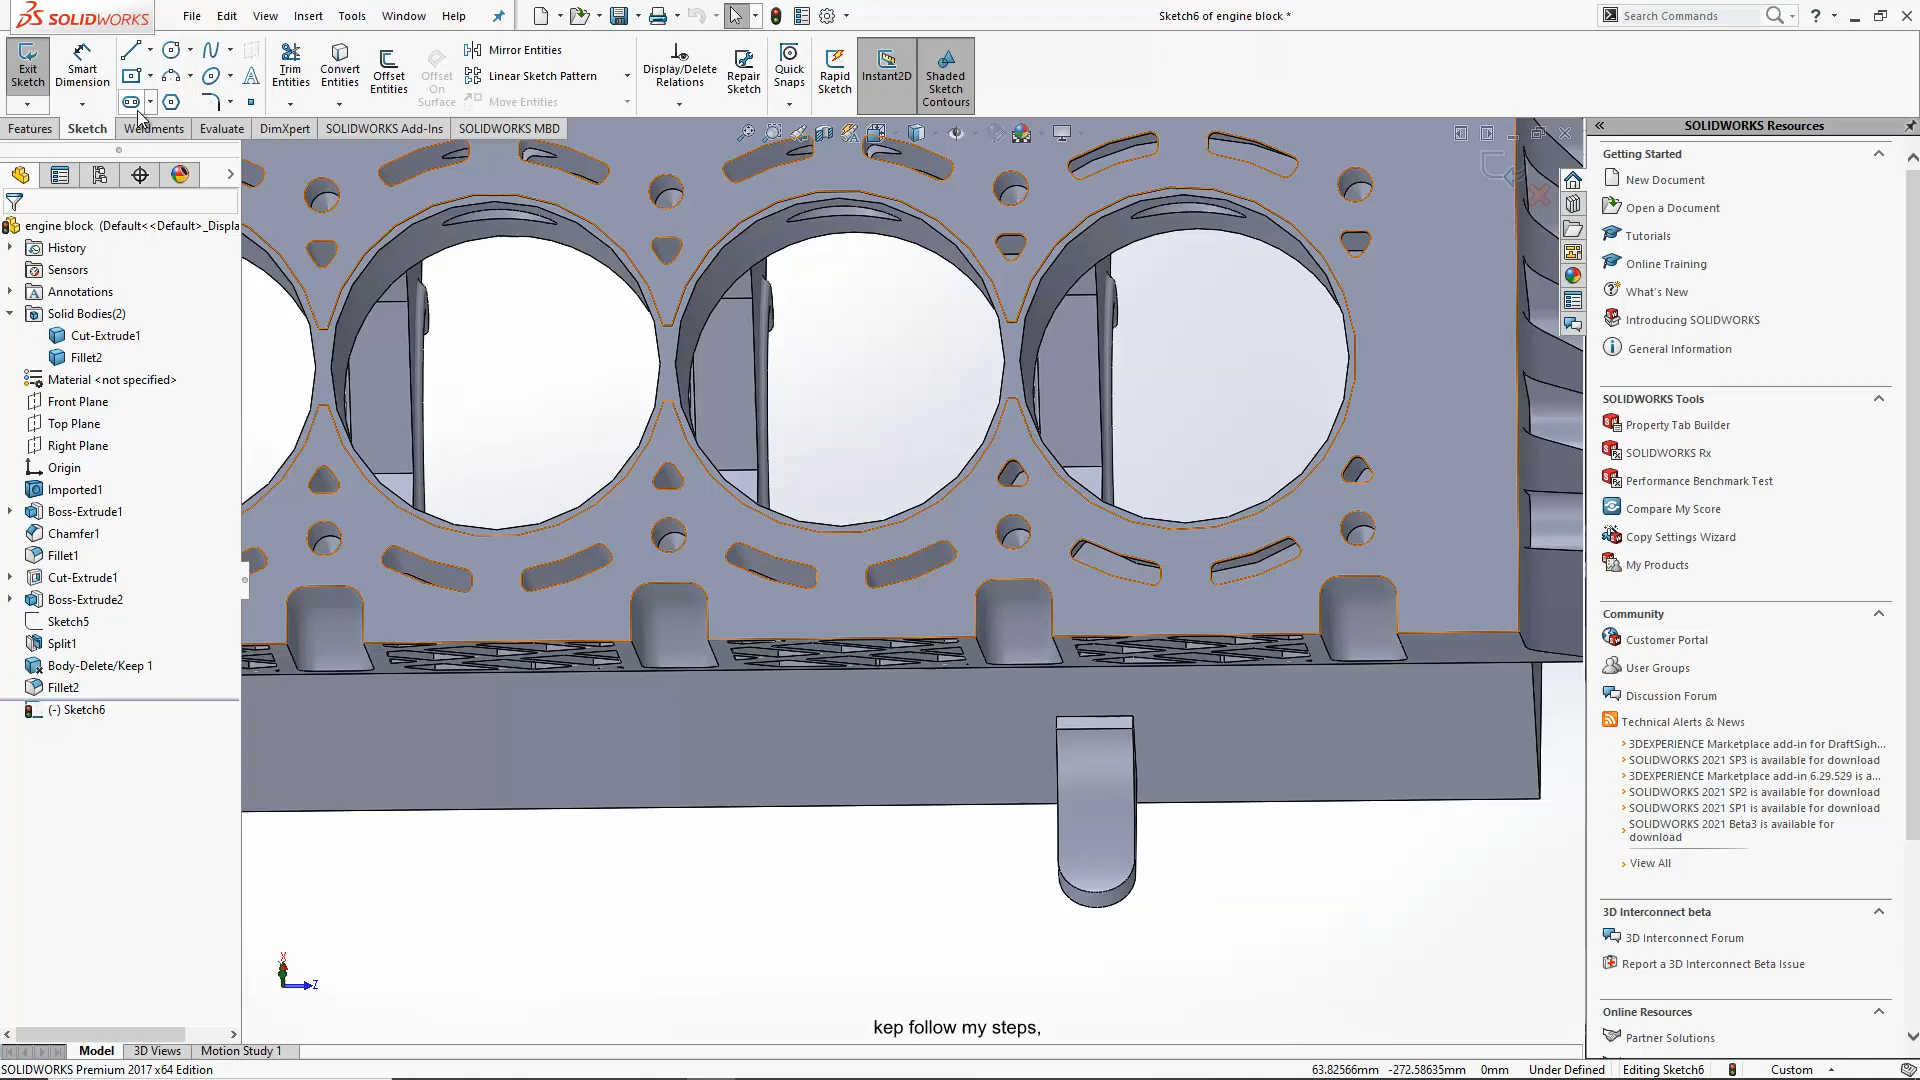 SOLIDWORKS
File Edit View Insert Tools Window Help
Sketch6 of engine block *
Search Commands
Exit Sketch
Smart Dimension
Trim Entities
Convert Entities
Offset Entities
Offset On Surface
Mirror Entities
Linear Sketch Pattern
Move Entities
Display/Delete Relations
Repair Sketch
Quick Snaps
Rapid Sketch
Instant2D
Shaded Sketch Contours
Features Sketch Weldments Evaluate DimXpert SOLIDWORKS Add-Ins SOLIDWORKS MBD
engine block (Default<<Default>_Displa
History
Sensors
Annotations
Solid Bodies(2)
Cut-Extrude1
Fillet2
Material <not specified>
Front Plane
Top Plane
Right Plane
Origin
Imported1
Boss-Extrude1
Chamfer1
Fillet1
Cut-Extrude1
Boss-Extrude2
Sketch5
Split1
Body-Delete/Keep 1
Fillet2
(-) Sketch6
X
Z
kep follow my steps,
SOLIDWORKS Resources
Getting Started
New Document
Open a Document
Tutorials
Online Training
What's New
Introducing SOLIDWORKS
General Information
SOLIDWORKS Tools
Property Tab Builder
SOLIDWORKS Rx
Performance Benchmark Test
Compare My Score
Copy Settings Wizard
My Products
Community
Customer Portal
User Groups
Discussion Forum
Technical Alerts & News
3DEXPERIENCE Marketplace add-in for DraftSigh...
SOLIDWORKS 2021 SP3 is available for download
3DEXPERIENCE Marketplace add-in 6.29.529 is a...
SOLIDWORKS 2021 SP2 is available for download
SOLIDWORKS 2021 SP1 is available for download
SOLIDWORKS 2021 Beta3 is available for
download
View All
3D Interconnect beta
3D Interconnect Forum
Report a 3D Interconnect Beta Issue
Online Resources
Partner Solutions
Model 3D Views Motion Study 1
SOLIDWORKS Premium 2017 x64 Edition
63.82566mm -272.58635mm 0mm Under Defined Editing Sketch6 Custom